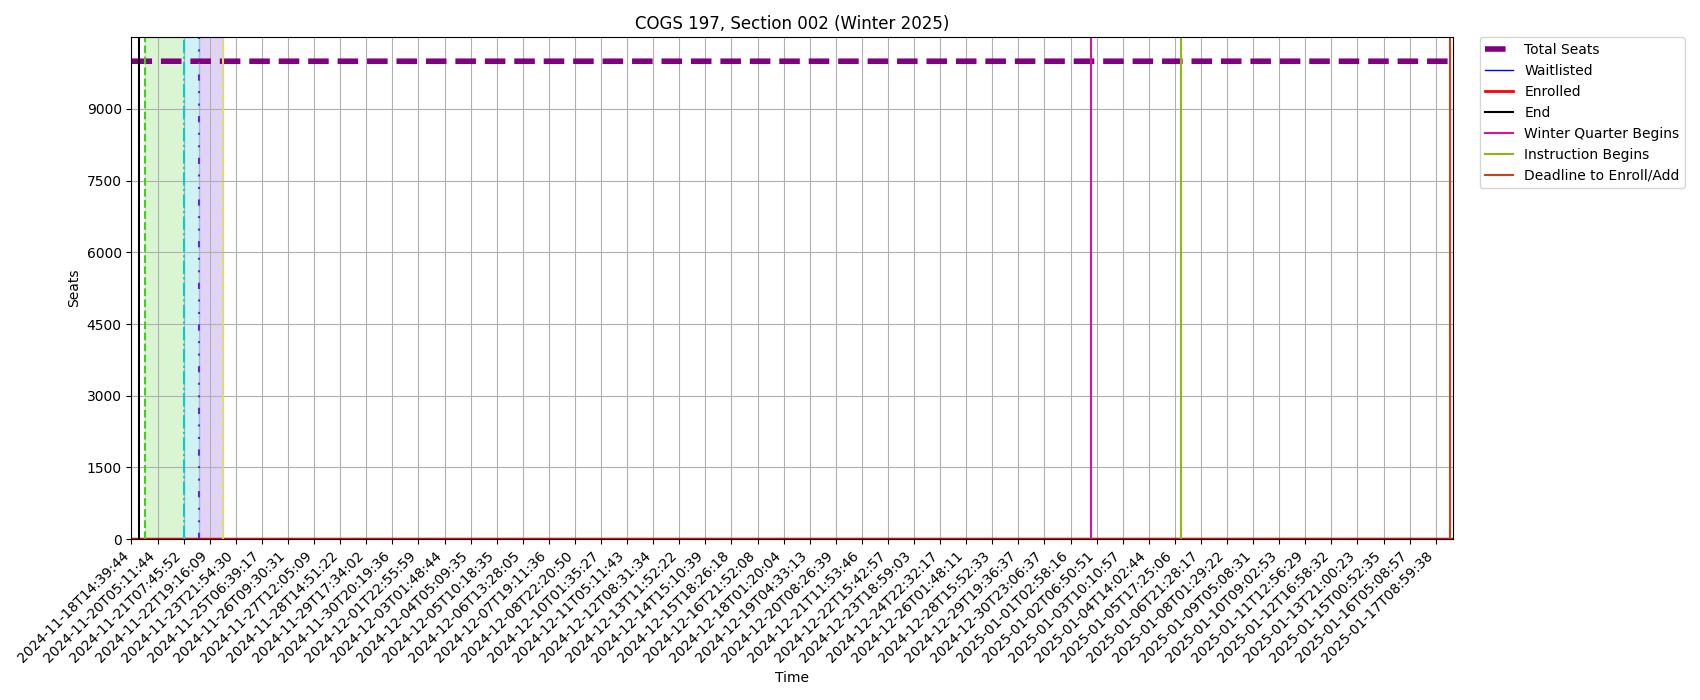 COGS 197, Section 002 (Winter 2025)
Total Seats
Waitlisted
Enrolled
End
Winter Quarter Begins
Instruction Begins
Deadline to Enroll/Add
Seats
9000
7500
6000
4500
3000
1500
0
2024-11-18T14:39:44
2024-11-20T05:11:44
2024-11-21T07:45:52
2024-11-22T19:16:09
2024-11-23T21:54:30
2024-11-25T06:39:17
2024-11-26T09:30:31
2024-11-27T12:05:09
2024-11-28T14:51:22
2024-11-29T17:34:02
2024-11-30T20:19:36
2024-12-01T22:55:59
2024-12-03T01:48:44
2024-12-04T05:09:35
2024-12-05T10:18:35
2024-12-06T13:28:05
2024-12-07T19:11:36
2024-12-08T22:20:50
2024-12-10T01:35:27
2024-12-11T05:11:43
2024-12-12T08:31:34
2024-12-13T11:52:22
2024-12-14T15:10:39
2024-12-15T18:26:18
2024-12-16T21:52:08
2024-12-18T01:20:04
2024-12-19T04:33:13
2024-12-20T08:26:39
2024-12-21T11:53:46
2024-12-22T15:42:57
2024-12-23T18:59:03
2024-12-24T22:32:17
2024-12-26T01:48:11
2024-12-28T15:52:33
2024-12-29T19:36:37
2024-12-30T23:06:37
2025-01-01T02:58:16
2025-01-02T06:50:51
2025-01-03T10:10:57
2025-01-04T14:02:44
2025-01-05T17:25:06
2025-01-06T21:28:17
2025-01-08T01:29:22
2025-01-09T05:08:31
2025-01-10T09:02:53
2025-01-11T12:56:29
2025-01-12T16:58:32
2025-01-13T21:00:23
2025-01-15T00:52:35
2025-01-16T05:08:57
2025-01-17T08:59:38
Time